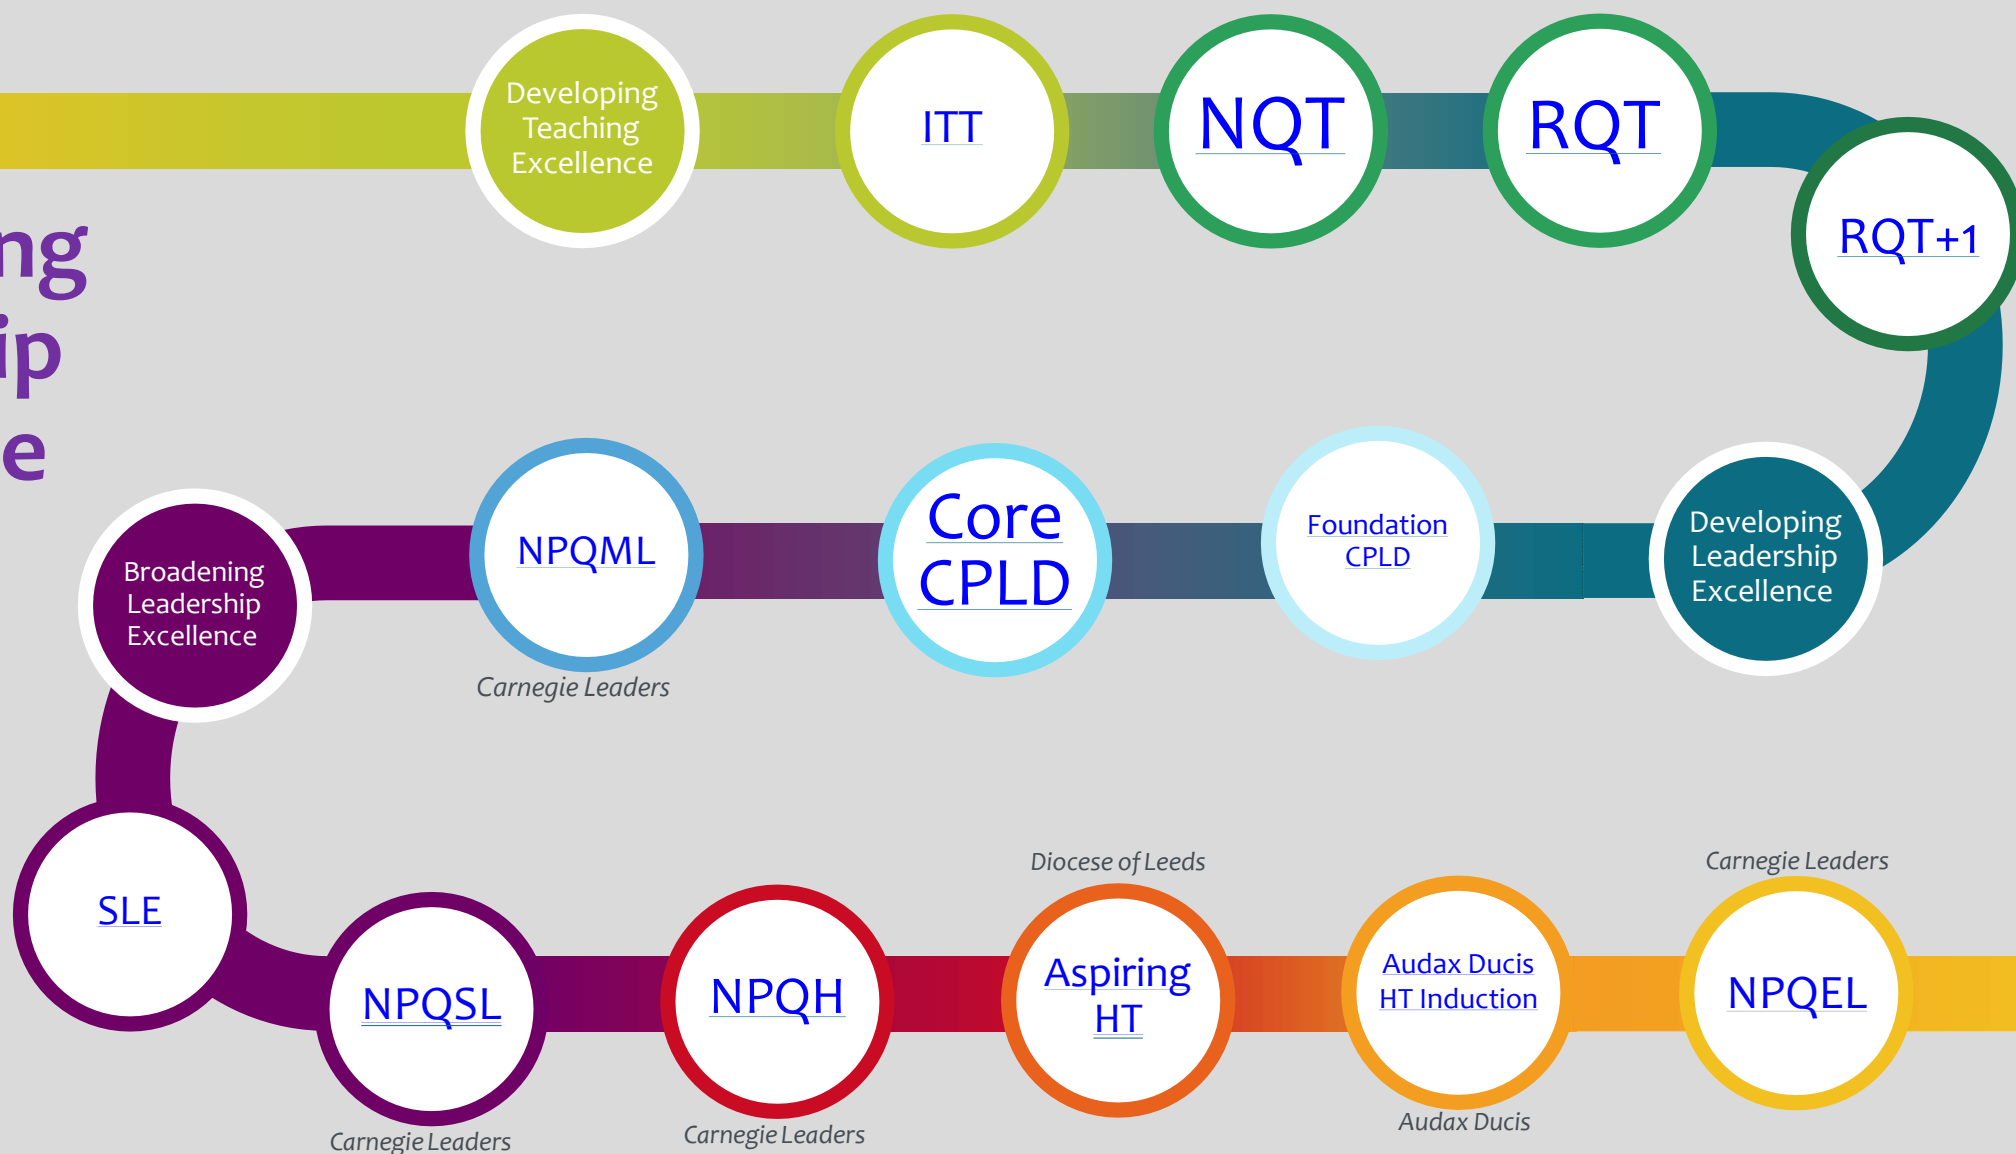 Developing
Teaching
Excellence
ITT
NQT
RQT
RQT+1
ng
ip
e
Developing
Leadership
Excellence
Foundation
CPLD
Core
CPLD
NPQML
Carnegie Leaders
Broadening
Leadership
Excellence
SLE
NPQSL
Carnegie Leaders
NPQH
Carnegie Leaders
Diocese of Leeds
Aspiring
HT
Audax Ducis
HT Induction
Audax Ducis
Carnegie Leaders
NPQEL